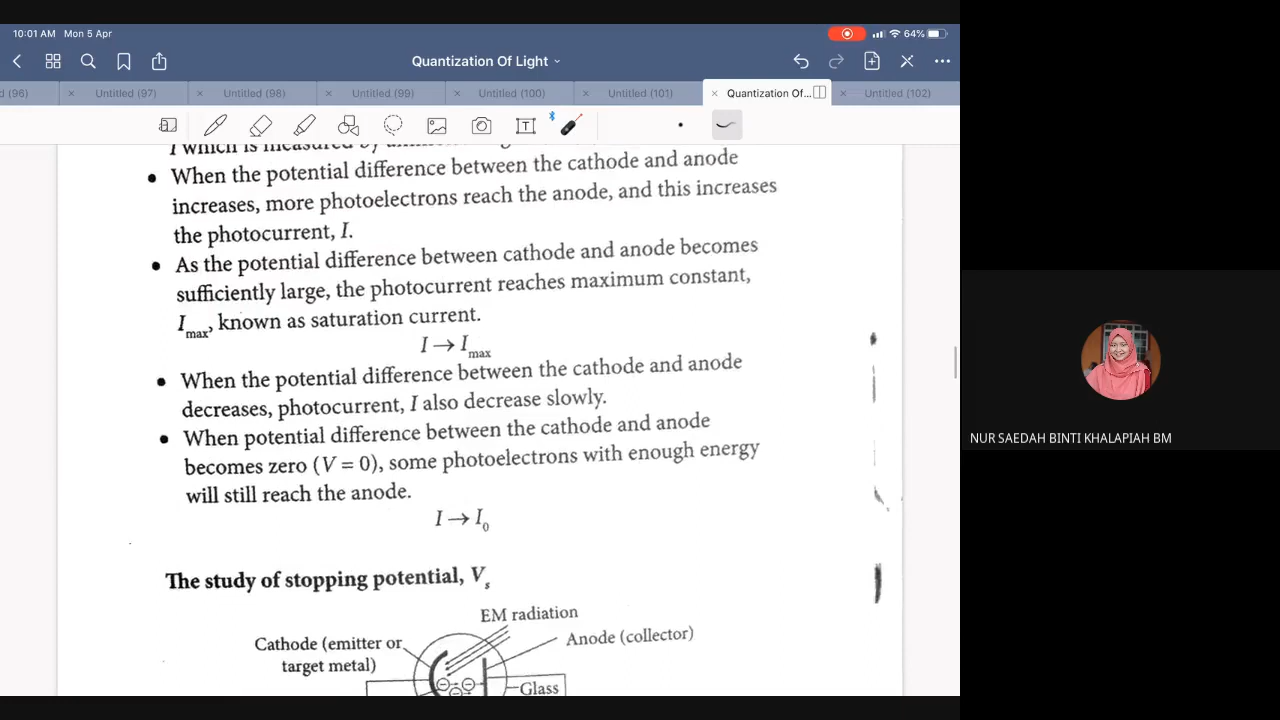 10:01 AM Mon 5 Apr
64%
Quantization Of Light
d (96)
Untitled (97)
Untitled (98)
Untitled (99)
Untitled (100)
Untitled (101)
Quantization Of...
Untitled (102)
I which is measured by
When the potential difference between the cathode and anode
increases, more photoelectrons reach the anode, and this increases
the photocurrent, I.
As the potential difference between cathode and anode becomes
sufficiently large, the photocurrent reaches maximum constant,
Imax, known as saturation current.
I → Imax
When the potential difference between the cathode and anode
decreases, photocurrent, I also decrease slowly.
When potential difference between the cathode and anode
becomes zero (V = 0), some photoelectrons with enough energy
will still reach the anode.
I → I0
The study of stopping potential, Vs
EM radiation
Cathode (emitter or
target metal)
Anode (collector)
Glass
NUR SAEDAH BINTI KHALAPIAH BM